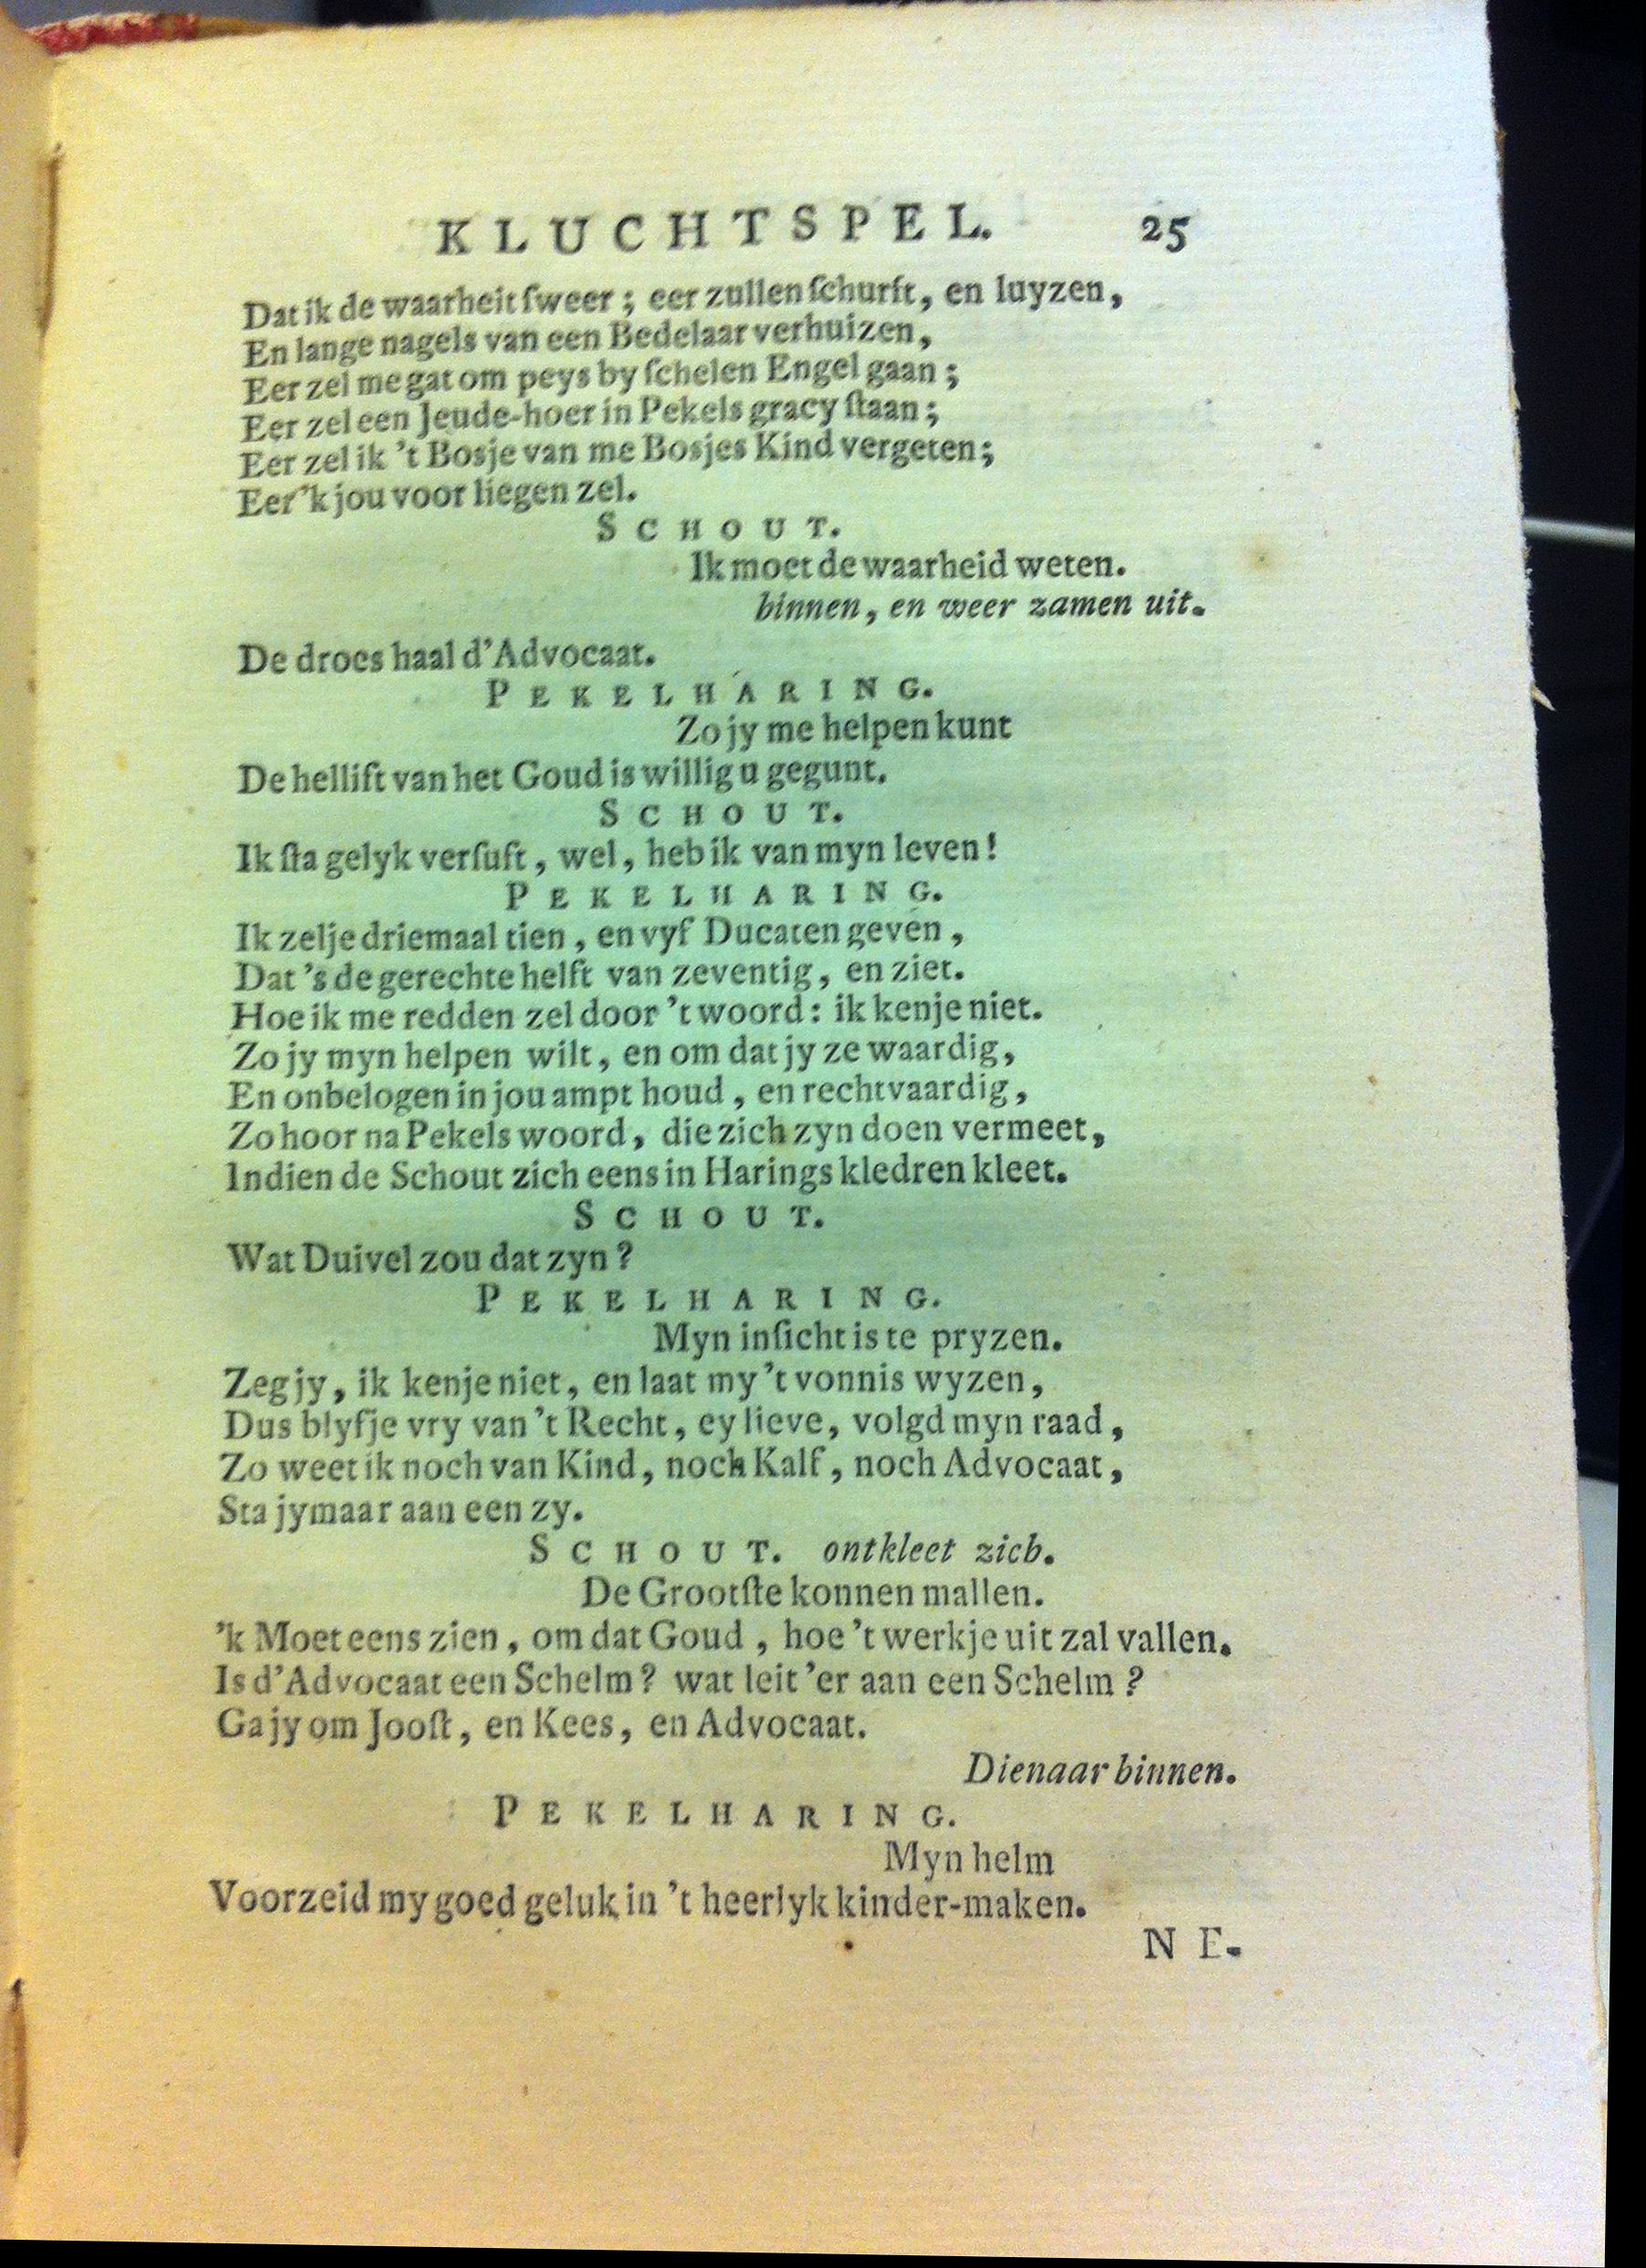 KLUCHTSPEL. 25
Dat ik de waarheit ſweer; eer zullen ſchurft, en luyzen,
En lange nagels van een Bedelaar verhuizen,
Eer zel me gat om peys by ſchelen Engel gaan;
Eer zel een Jeude-hoer in Pekels gracy ſtaan;
Eer zel ik 't Bosje van me Bosjes Kind vergeten;
Eer 'k jou voor liegen zel.
SCHOUT.
Ik moet de waarheid weten.
binnen, en weer zamen uit.
De droes haal d'Advocaat.
PEKELHARING.
Zo jy me helpen kunt
De hellift van het Goud is willig u gegunt.
SCHOUT.
Ik ſta gelyk verſuft, wel, heb ik van myn leven!
PEKELHARING.
Ik zel je driemaal tien, en vyf Ducaten geven,
Dat 's de gerechte helft van zeventig, en ziet.
Hoe ik me redden zel door 't woord: ik kenje niet.
Zo jy myn helpen wilt, en om dat jy ze waardig,
En onbelogen in jou ampt houd, en rechtvaardig,
Zo hoor na Pekels woord, die zich zyn doen vermeet,
Indien de Schout zich eens in Harings kledren kleet.
SCHOUT.
Wat Duivel zou dat zyn?
PEKELHARING.
Myn inſicht is te pryzen.
Zeg jy, ik kenje niet, en laat my 't vonnis wyzen,
Dus blyfje vry van 't Recht, ey lieve, volgd myn raad,
Zo weet ik noch van Kind, noch Kalf, noch Advocaat,
Sta jy maar aan een zy.
SCHOUT. ontkleet zich.
De Grootſte konnen mallen.
'k Moet eens zien, om dat Goud, hoe 't werkje uit zal vallen.
Is d'Advocaat een Schelm? wat leit 'er aan een Schelm?
Ga jy om Jooſt, en Kees, en Advocaat.
Dienaar binnen.
PEKELHARING.
Myn helm
Voorzeid my goed geluk in 't heerlyk kinder-maken.
NE-